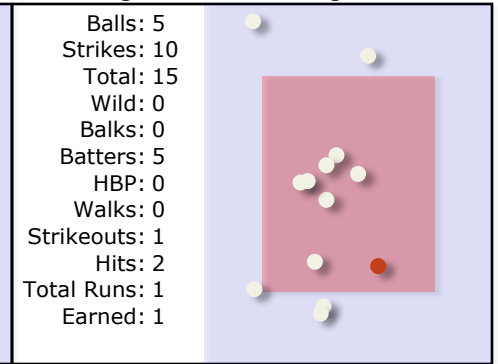 Balls: 5
Strikes: 10
Total: 15
Wild: 0
Balks: 0
Batters: 5
HBP: 0
Walks: 0
Strikeouts: 1
Hits: 2
Total Runs: 1
Earned: 1